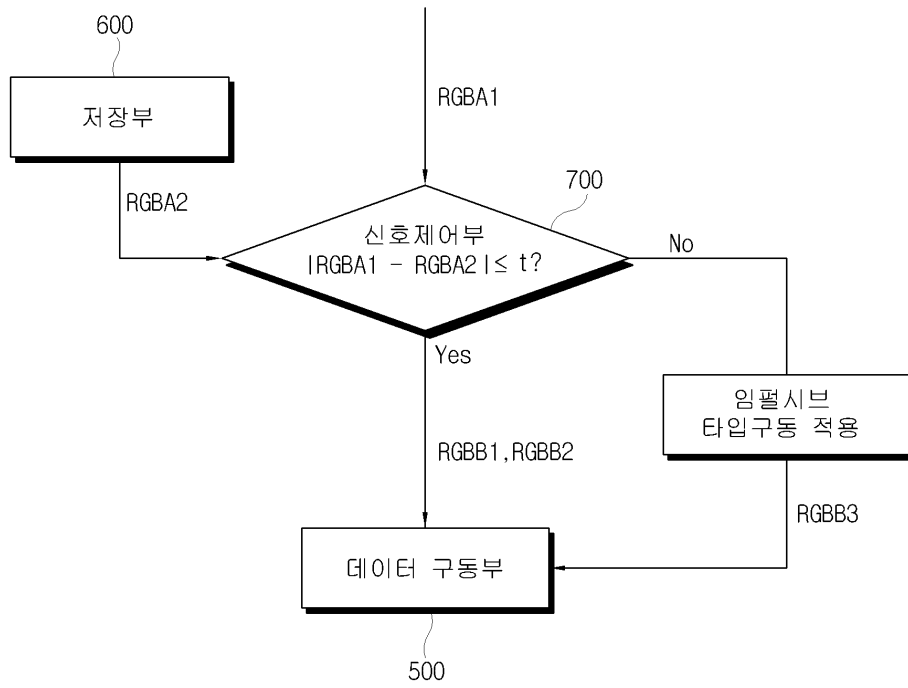 600
저장부
RGBA1
RGBA2
700
신호제어부
|RGBA1 - RGBA2|≤ t?
No
Yes
임펄시브
타입구동 적용
RGBB1,RGBB2
RGBB3
데이터 구동부
500